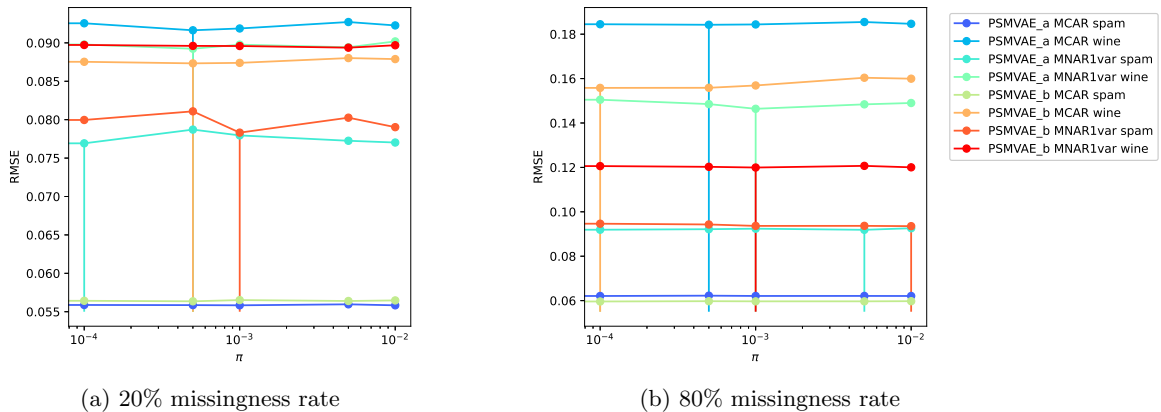 0.090
0.085
0.080
0.075
0.070
0.065
0.060
0.055
RMSE
10⁻⁴
10⁻³
10⁻²
π
(a) 20% missingness rate
0.18
0.16
0.14
0.12
0.10
0.08
0.06
RMSE
10⁻⁴
10⁻³
10⁻²
π
(b) 80% missingness rate
PSMVAE_a MCAR spam
PSMVAE_a MCAR wine
PSMVAE_a MNAR1var spam
PSMVAE_a MNAR1var wine
PSMVAE_b MCAR spam
PSMVAE_b MCAR wine
PSMVAE_b MNAR1var spam
PSMVAE_b MNAR1var wine